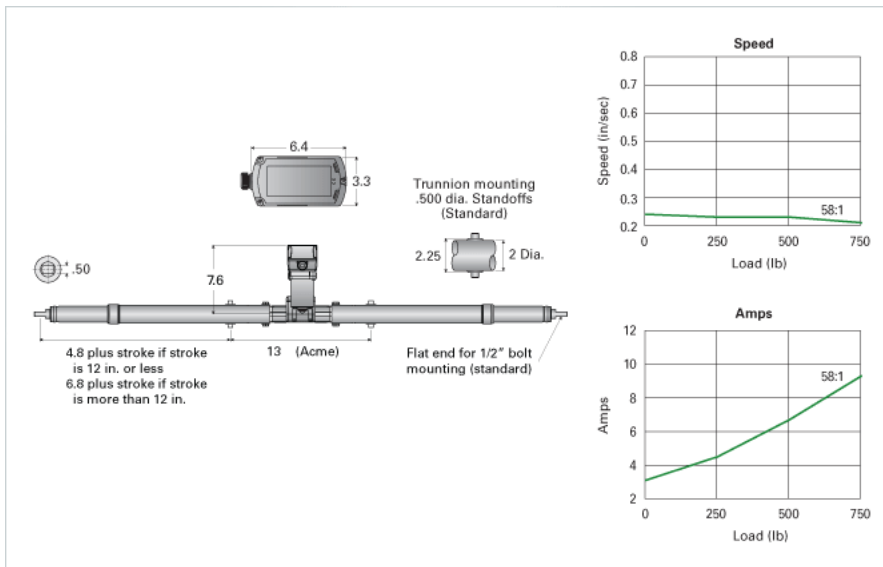 6.4
3.3
Trunnion mounting
.500 dia. Standoffs
(Standard)
2.25
2 Dia.
.50
7.6
4.8 plus stroke if stroke
is 12 in. or less
6.8 plus stroke if stroke
is more than 12 in.
13 (Acme)
Flat end for 1/2" bolt
mounting (standard)
Speed
Speed (in/sec)
0.8
0.7
0.6
0.5
0.4
0.3
0.2
58:1
0 250 500 750
Load (lb)
Amps
Amps
12
10
8
6
4
2
58:1
0 250 500 750
Load (lb)